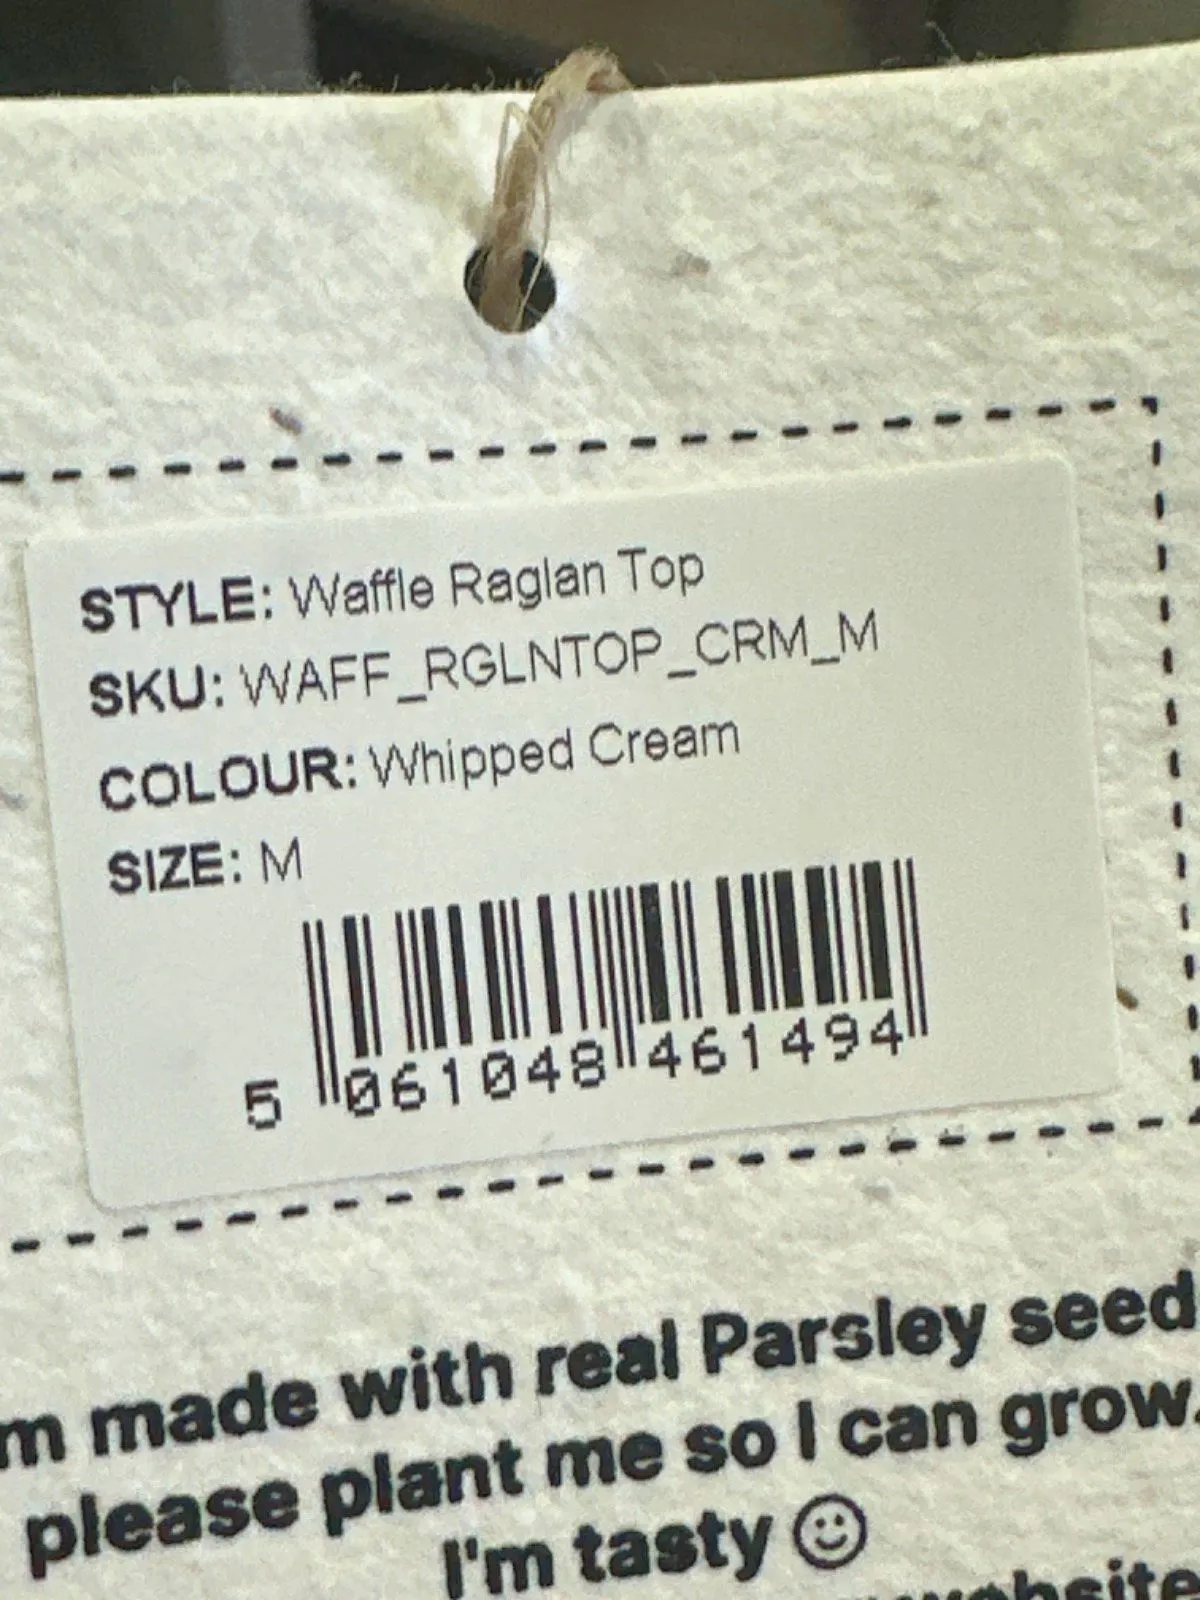 STYLE: Waffle Raglan Top
SKU: WAFF_RGLNTOP_CRM_M
COLOUR: Whipped Cream
SIZE: M
5 061048 461494
m made with real Parsley seed
please plant me so I can grow.
I'm tasty ☺
website